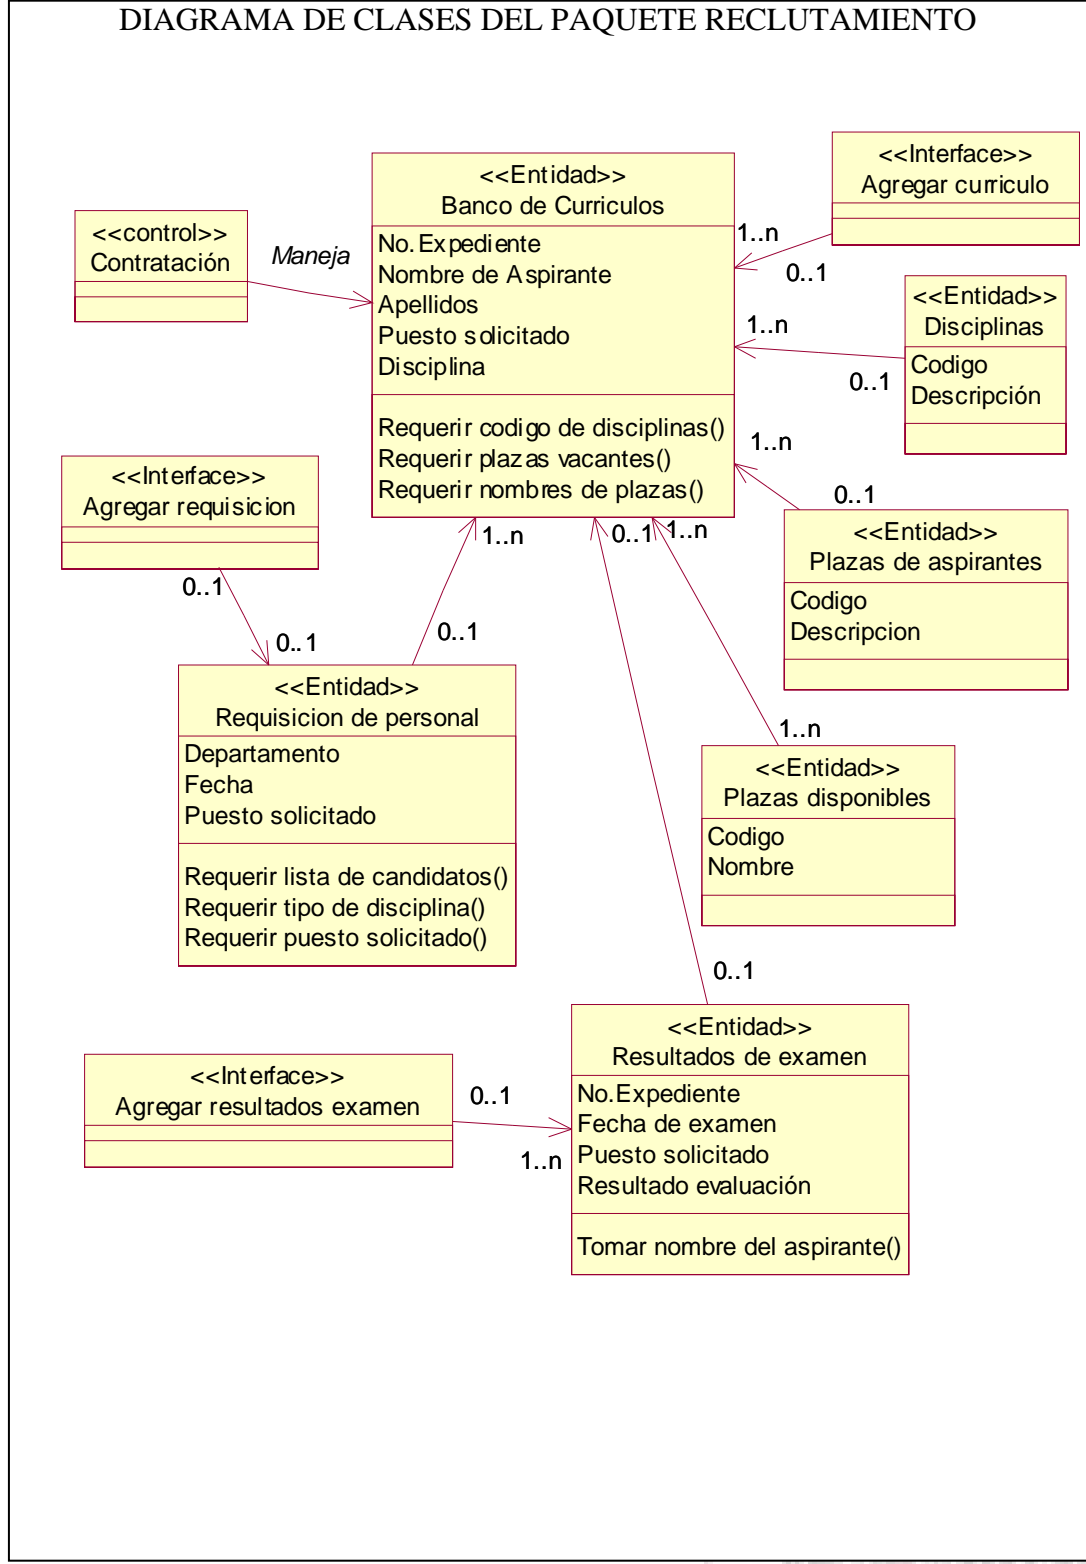 DIAGRAMA DE CLASES DEL PAQUETE RECLUTAMIENTO
<<Entidad>>
Banco de Curriculos
No.Expediente
Nombre de Aspirante
Apellidos
Puesto solicitado
Disciplina
Requerir codigo de disciplinas()
Requerir plazas vacantes()
Requerir nombres de plazas()
<<control>>
Contratación
Maneja
<<Interface>>
Agregar curriculo
1..n
0..1
<<Entidad>>
Disciplinas
Codigo
Descripción
1..n
0..1
<<Entidad>>
Plazas de aspirantes
Codigo
Descripcion
1..n
0..1
<<Interface>>
Agregar requisicion
0..1
0..1
<<Entidad>>
Requisicion de personal
Departamento
Fecha
Puesto solicitado
Requerir lista de candidatos()
Requerir tipo de disciplina()
Requerir puesto solicitado()
1..n
0..1
0..1
1..n
1..n
<<Entidad>>
Plazas disponibles
Codigo
Nombre
0..1
<<Entidad>>
Resultados de examen
No.Expediente
Fecha de examen
Puesto solicitado
Resultado evaluación
Tomar nombre del aspirante()
<<Interface>>
Agregar resultados examen
0..1
1..n